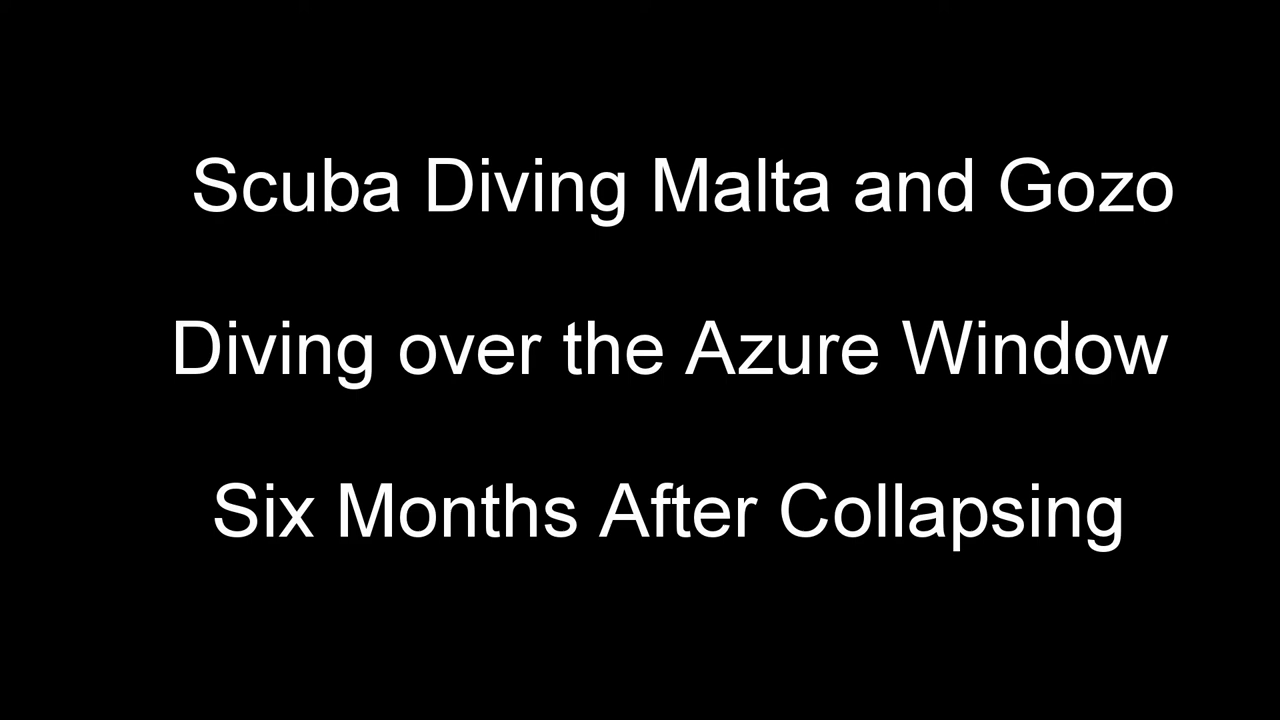 Scuba Diving Malta and Gozo
Diving over the Azure Window
Six Months After Collapsing